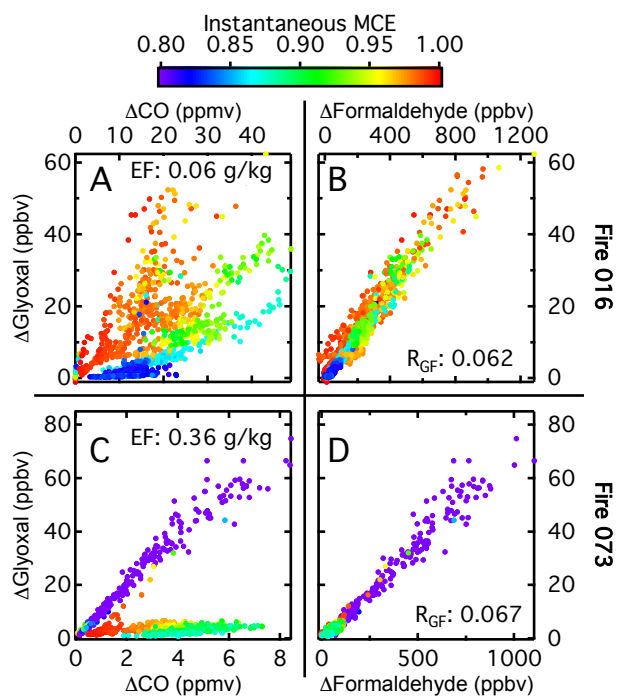 Instantaneous MCE
0.80 0.85 0.90 0.95 1.00
ΔCO (ppmv)
ΔFormaldehyde (ppbv)
0 10 20 30 40
0 400 800 1200
A
EF: 0.06 g/kg
B
RGF: 0.062
60
40
20
0
ΔGlyoxal (ppbv)
60
40
20
0
Fire 016
C
EF: 0.36 g/kg
D
RGF: 0.067
80
60
40
20
0
ΔGlyoxal (ppbv)
80
60
40
20
0
Fire 073
0 2 4 6 8
0 500 1000
ΔCO (ppmv)
ΔFormaldehyde (ppbv)